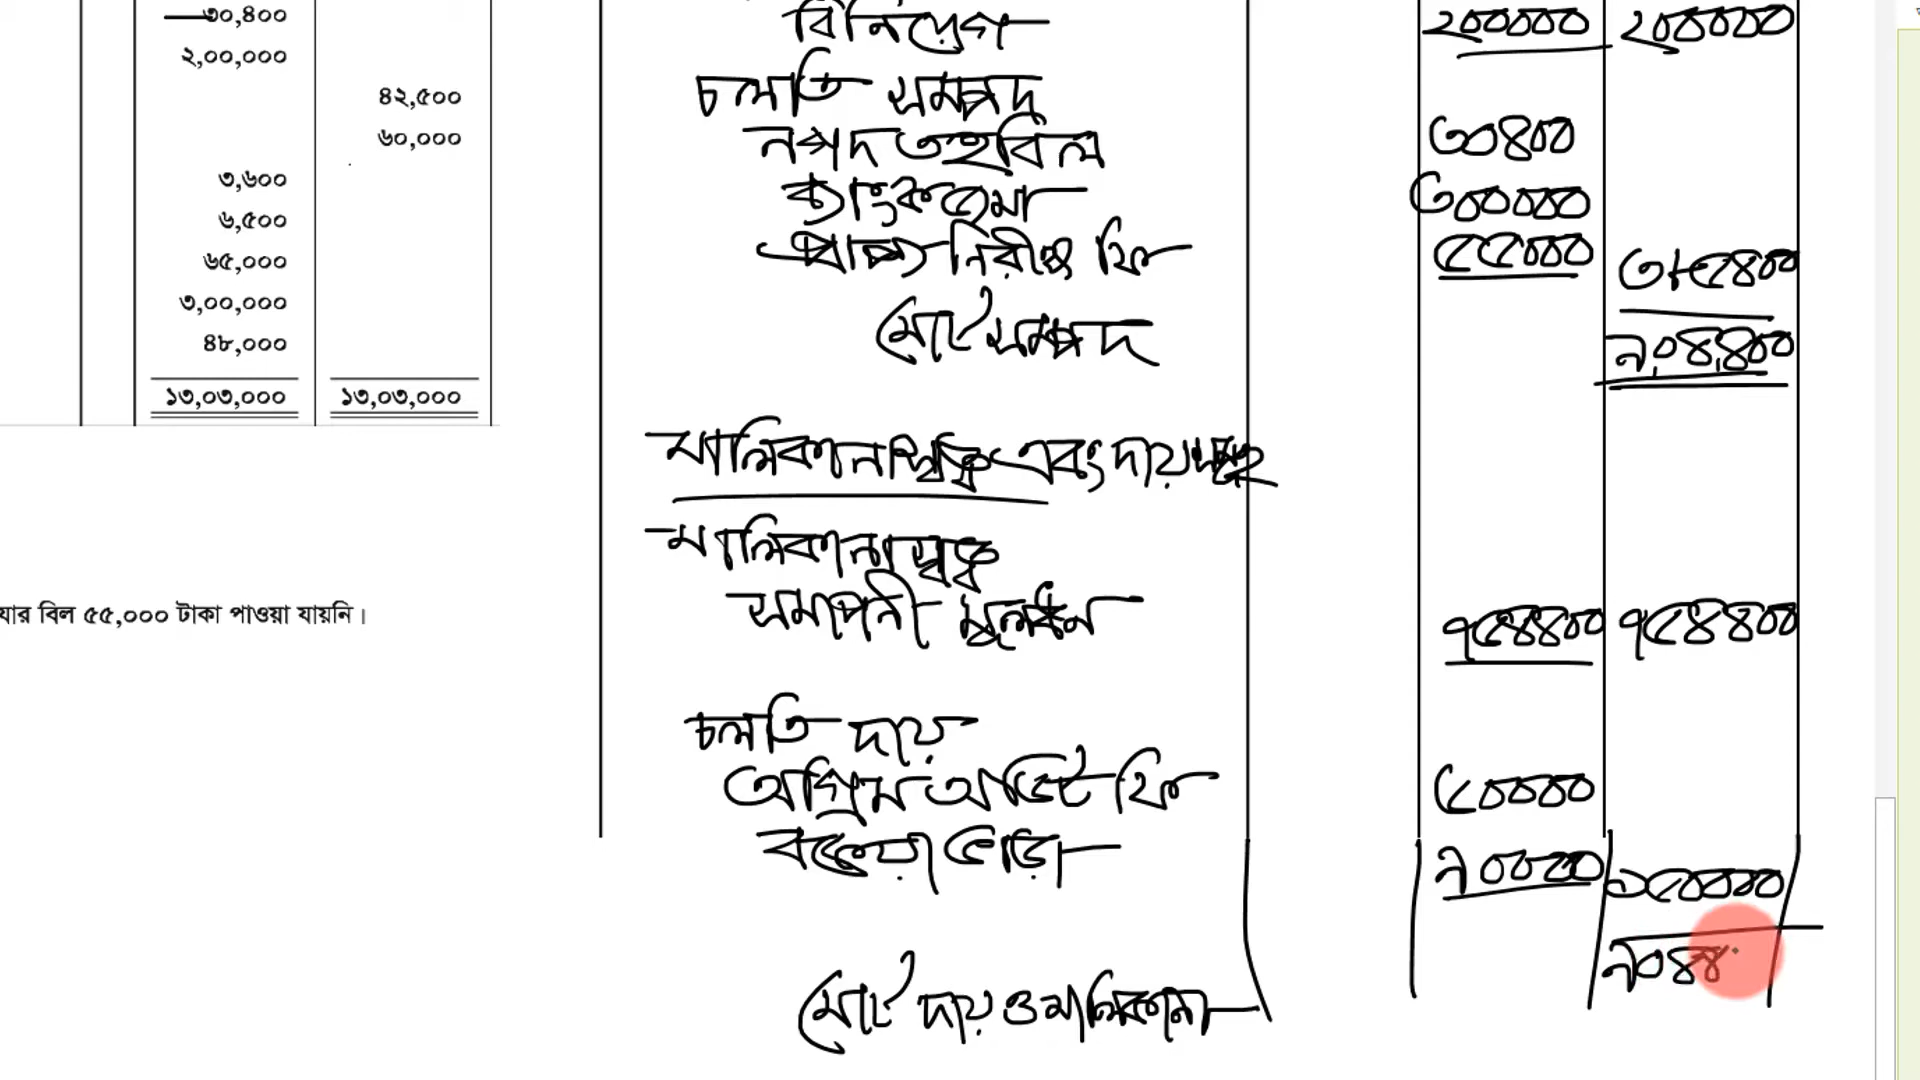 ৩০,৪০০
২,০০,০০০
৪২,৫০০
৬০,০০০
৩,৬০০
৬,৫০০
৬৫,০০০
৩,০০,০০০
৪৮,০০০
১৩,০৩,০০০ ১৩,০৩,০০০
যার বিল ৫৫,০০০ টাকা পাওয়া যায়নি।
বিনিয়োগ ২০০০০০ ২০০০০০
চলতি সম্পদ
নগদ তহবিল ৩০৪০০
ব্যাংক জমা ৩০০০০০
প্রাপ্য নিরীক্ষা ফি ৫৫০০০ ৩৮৫৪০০
মোট সম্পদ ৯,০৪,৪০০
মালিকানাস্বত্ব এবং দায়সমূহ
মালিকানাস্বত্ব
সমাপনী মূলধন ৭৫৪৪০০ ৭৫৪৪০০
চলতি দায়
অগ্রিম অডিট ফি ৫০০০০
বকেয়া ভাড়া ৯০০০০ ১৫০০০০
মোট দায় ও মালিকানা ৯০৪৪